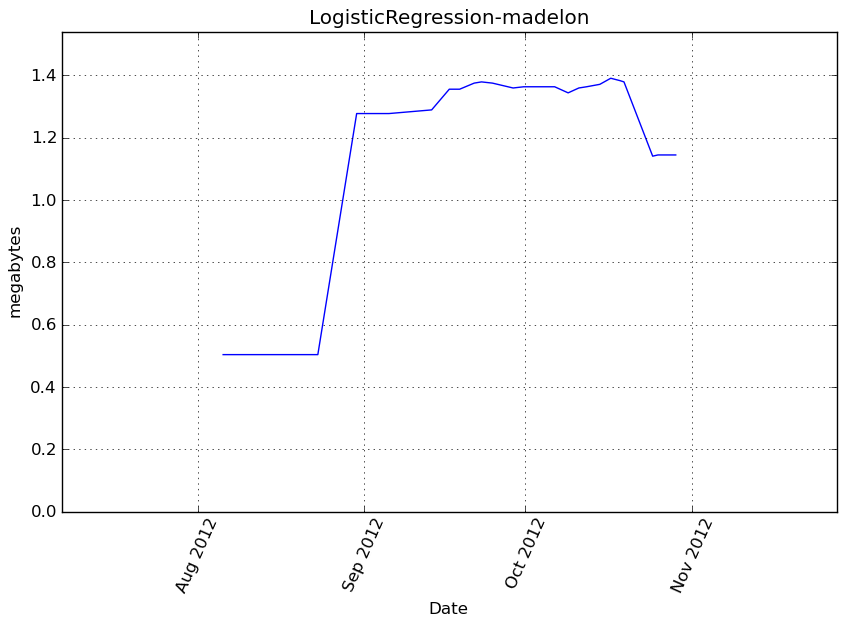 LogisticRegression-madelon
1.4
1.2
1.0
0.8
0.6
0.4
0.2
0.0
megabytes
Aug 2012
Sep 2012
Oct 2012
Nov 2012
Date